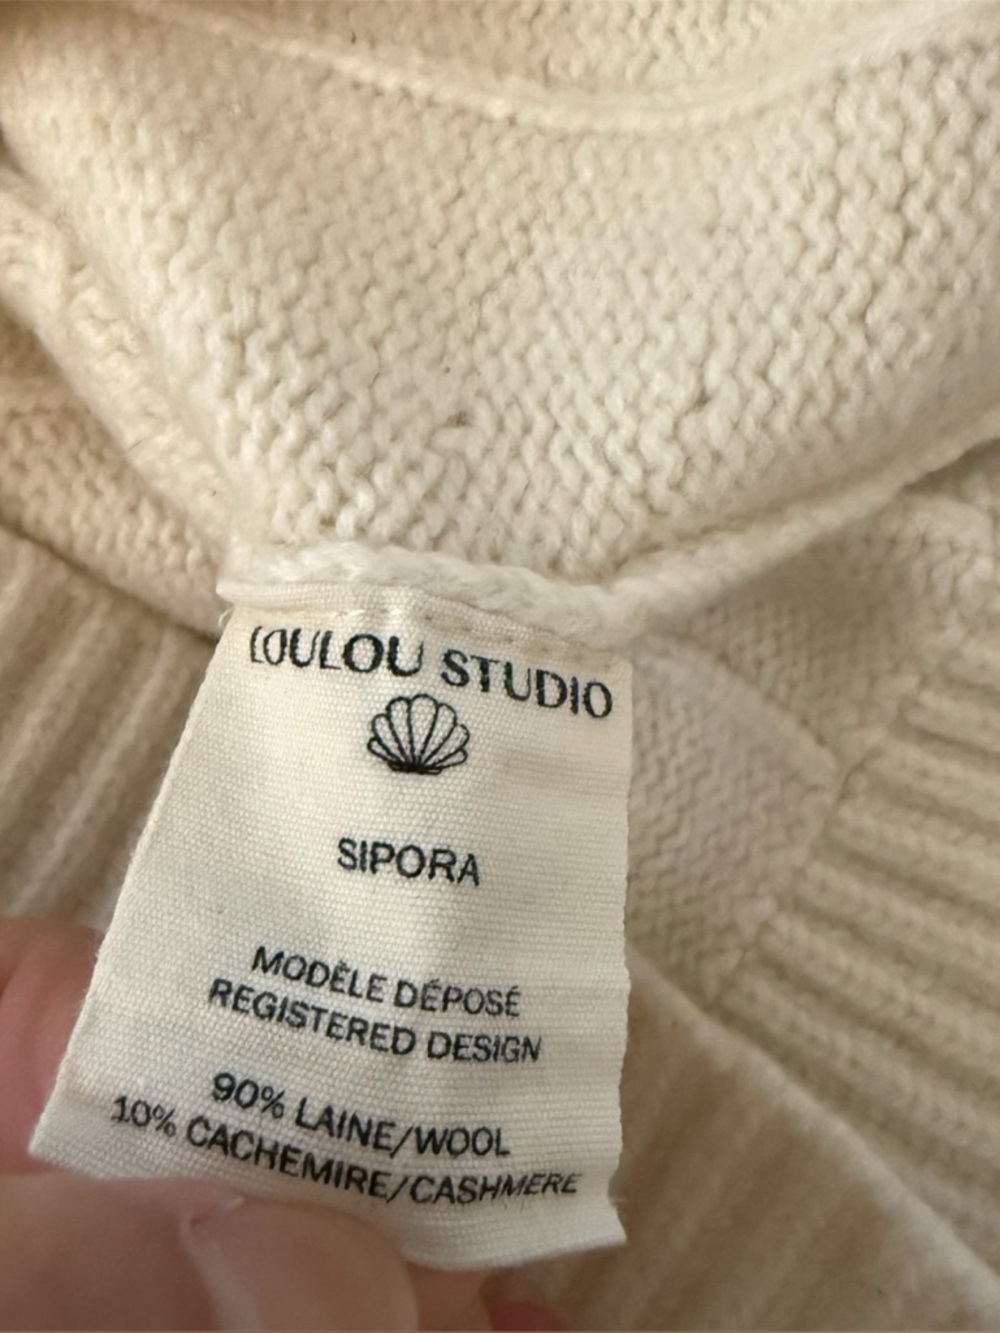 LOULOU STUDIO
SIPORA
MODÈLE DÉPOSÉ
REGISTERED DESIGN
90% LAINE/WOOL
10% CACHEMIRE/CASHMERE